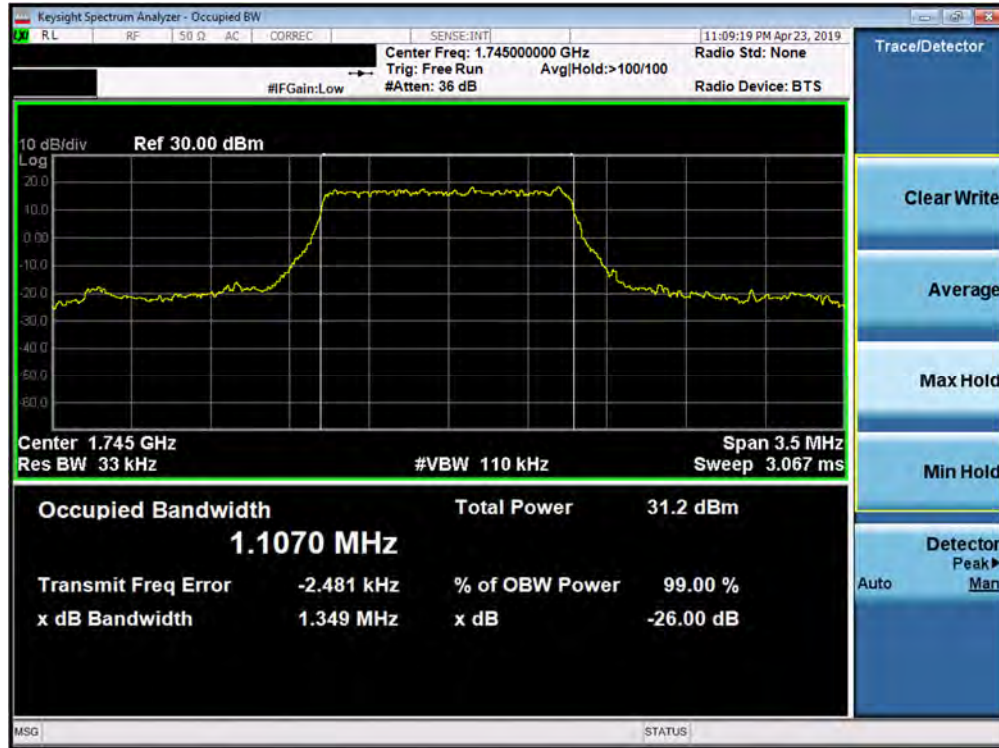 Keysight Spectrum Analyzer - Occupied BW
LXI RL RF 50 Ω AC CORREC SENSE:INT 11:09:19 PM Apr 23, 2019
Center Freq: 1.745000000 GHz Radio Std: None
Trig: Free Run Avg|Hold:>100/100
#IFGain:Low #Atten: 36 dB Radio Device: BTS
Trace/Detector
10 dB/div Ref 30.00 dBm
Log
20.0
10.0
0.00
-10.0
-20.0
-30.0
-40.0
-50.0
-60.0
Center 1.745 GHz Span 3.5 MHz
Res BW 33 kHz #VBW 110 kHz Sweep 3.067 ms
Occupied Bandwidth Total Power 31.2 dBm
1.1070 MHz
Transmit Freq Error -2.481 kHz % of OBW Power 99.00 %
x dB Bandwidth 1.349 MHz x dB -26.00 dB
Clear Write
Average
Max Hold
Min Hold
Detector
Peak▶
Auto Man
MSG STATUS